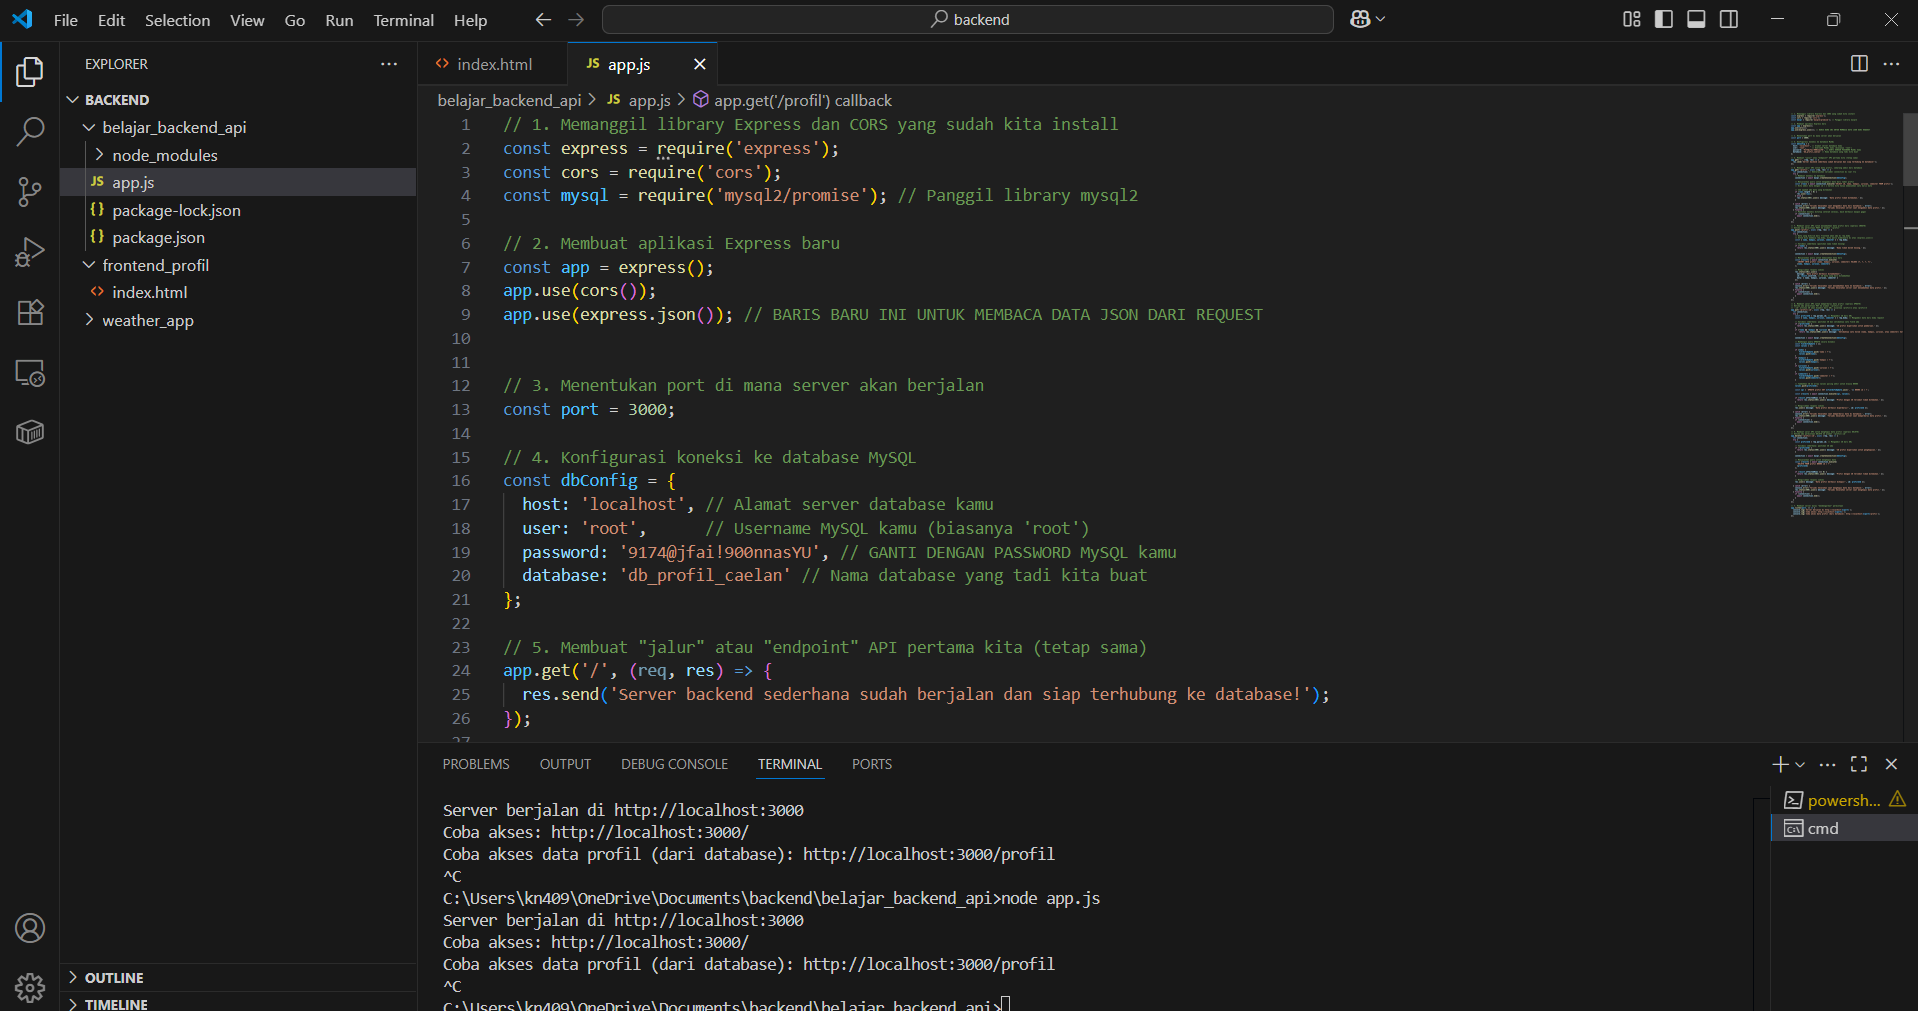 File Edit Selection View Go Run Terminal Help
backend
EXPLORER
BACKEND
belajar_backend_api
node_modules
JS app.js
{} package-lock.json
{} package.json
frontend_profil
<> index.html
weather_app
OUTLINE
TIMELINE
<> index.html
JS app.js
belajar_backend_api > JS app.js > app.get('/profil') callback
1 // 1. Memanggil library Express dan CORS yang sudah kita install
2 const express = require('express');
3 const cors = require('cors');
4 const mysql = require('mysql2/promise'); // Panggil library mysql2
5
6 // 2. Membuat aplikasi Express baru
7 const app = express();
8 app.use(cors());
9 app.use(express.json()); // BARIS BARU INI UNTUK MEMBACA DATA JSON DARI REQUEST
10
11
12 // 3. Menentukan port di mana server akan berjalan
13 const port = 3000;
14
15 // 4. Konfigurasi koneksi ke database MySQL
16 const dbConfig = {
17 host: 'localhost', // Alamat server database kamu
18 user: 'root', // Username MySQL kamu (biasanya 'root')
19 password: '9174@jfai!900nnasYU', // GANTI DENGAN PASSWORD MySQL kamu
20 database: 'db_profil_caelan' // Nama database yang tadi kita buat
21 };
22
23 // 5. Membuat "jalur" atau "endpoint" API pertama kita (tetap sama)
24 app.get('/', (req, res) => {
25 res.send('Server backend sederhana sudah berjalan dan siap terhubung ke database!');
26 });
27
PROBLEMS OUTPUT DEBUG CONSOLE TERMINAL PORTS
Server berjalan di http://localhost:3000
Coba akses: http://localhost:3000/
Coba akses data profil (dari database): http://localhost:3000/profil
^C
C:\Users\kn409\OneDrive\Documents\backend\belajar_backend_api>node app.js
Server berjalan di http://localhost:3000
Coba akses: http://localhost:3000/
Coba akses data profil (dari database): http://localhost:3000/profil
^C
C:\Users\kn409\OneDrive\Documents\backend\belajar_backend_api>
powersh...
cmd